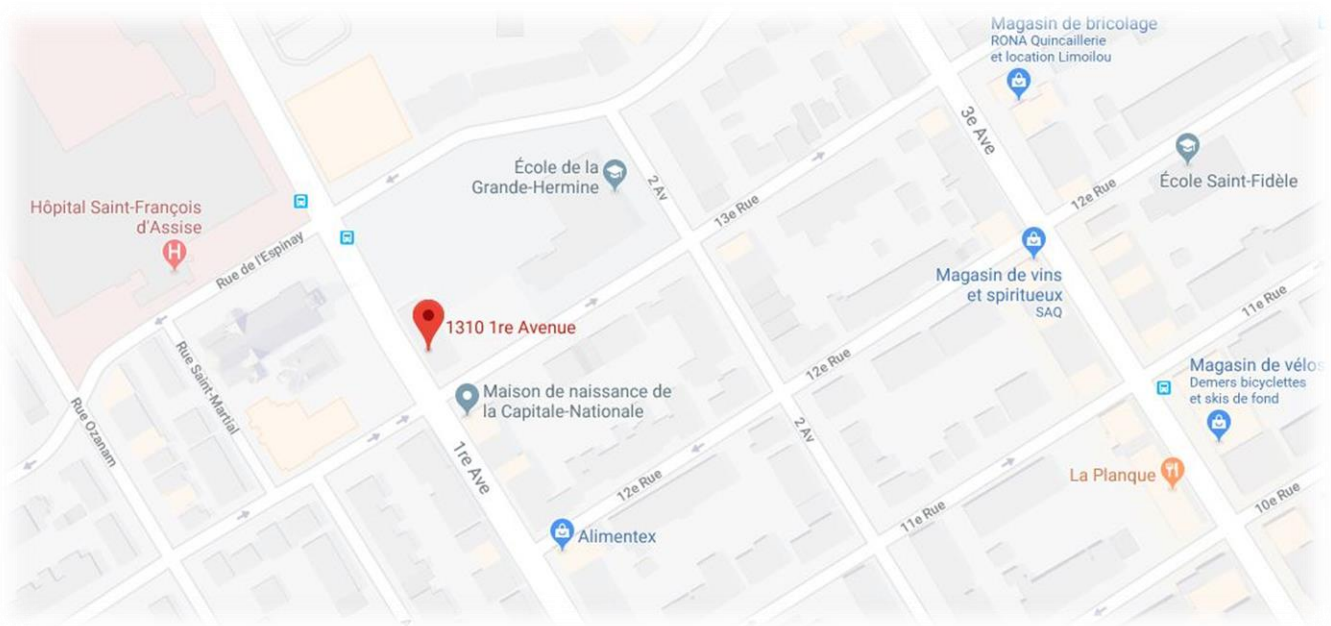 Magasin de bricolage
RONA Quincaillerie
et location Limoilou
3e Ave
École de la
Grande-Hermine
2 Av
École Saint-Fidèle
12e Rue
13e Rue
Hôpital Saint-François
d'Assise
H
Rue de l'Espinay
Magasin de vins
et spiritueux
SAQ
11e Rue
1310 1re Avenue
Rue Saint-Martial
12e Rue
Magasin de vélos
Demers bicyclettes
et skis de fond
Maison de naissance de
la Capitale-Nationale
Rue Ozanam
2 Av
1re Ave
La Planque
12e Rue
10e Rue
11e Rue
Alimentex